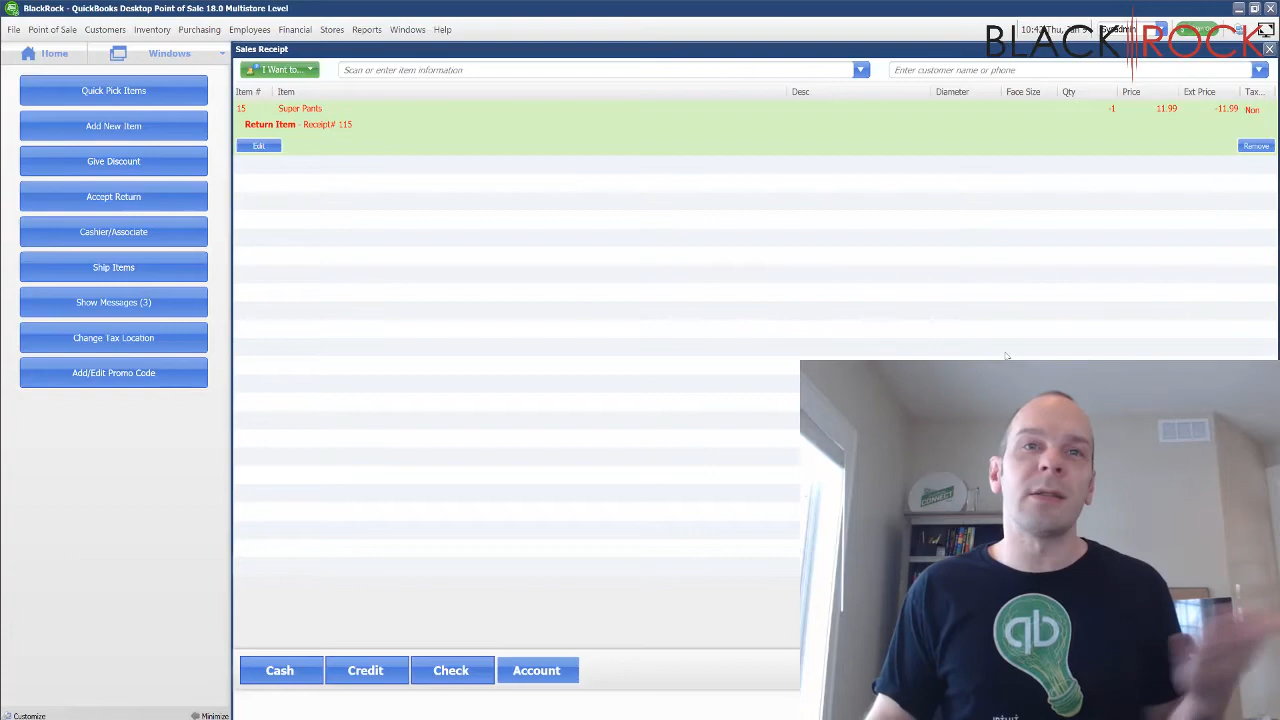 BlackRock - QuickBooks Desktop Point of Sale 18.0 Multistore Level
File Point of Sale Customers Inventory Purchasing Employees Financial Stores Reports Windows Help
BLACK ROCK
Home Windows
Sales Receipt
I Want to... Scan or enter item information Enter customer name or phone
Item # Item Desc Diameter Face Size Qty Price Ext Price Tax...
15 Super Pants -1 11.99 -11.99 Non
Return Item - Receipt# 115
Edit Remove
Quick Pick Items
Add New Item
Give Discount
Accept Return
Cashier/Associate
Ship Items
Show Messages (3)
Change Tax Location
Add/Edit Promo Code
CONNECT
qb
intuit
Cash Credit Check Account
Customize Minimize